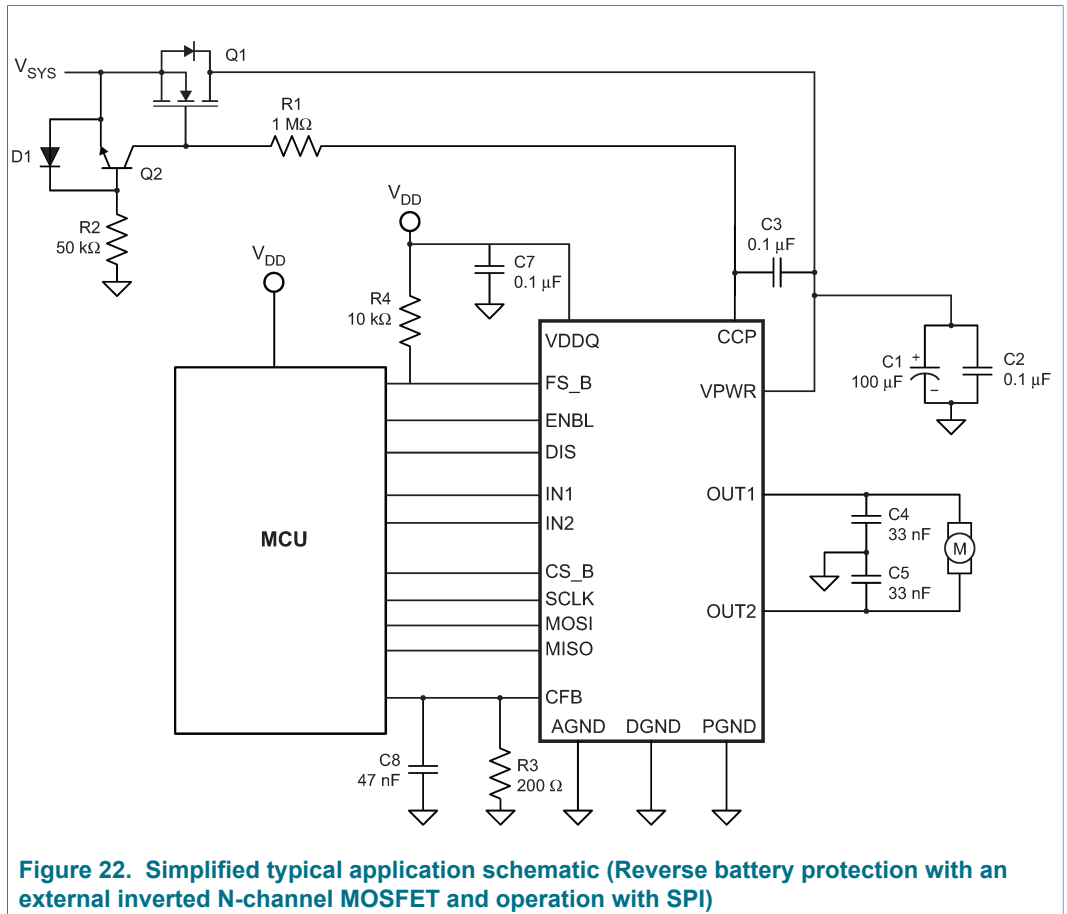 V_SYS
Q1
R1
1 MΩ
D1
Q2
R2
50 kΩ
V_DD
V_DD
C3
0.1 µF
C7
0.1 µF
R4
10 kΩ
VDDQ
CCP
C1
+
100 µF
–
C2
0.1 µF
FS_B
VPWR
ENBL
DIS
IN1
OUT1
IN2
C4
33 nF
MCU
M
CS_B
C5
33 nF
SCLK
OUT2
MOSI
MISO
CFB
AGND
DGND
PGND
C8
47 nF
R3
200 Ω
Figure 22. Simplified typical application schematic (Reverse battery protection with an
external inverted N-channel MOSFET and operation with SPI)